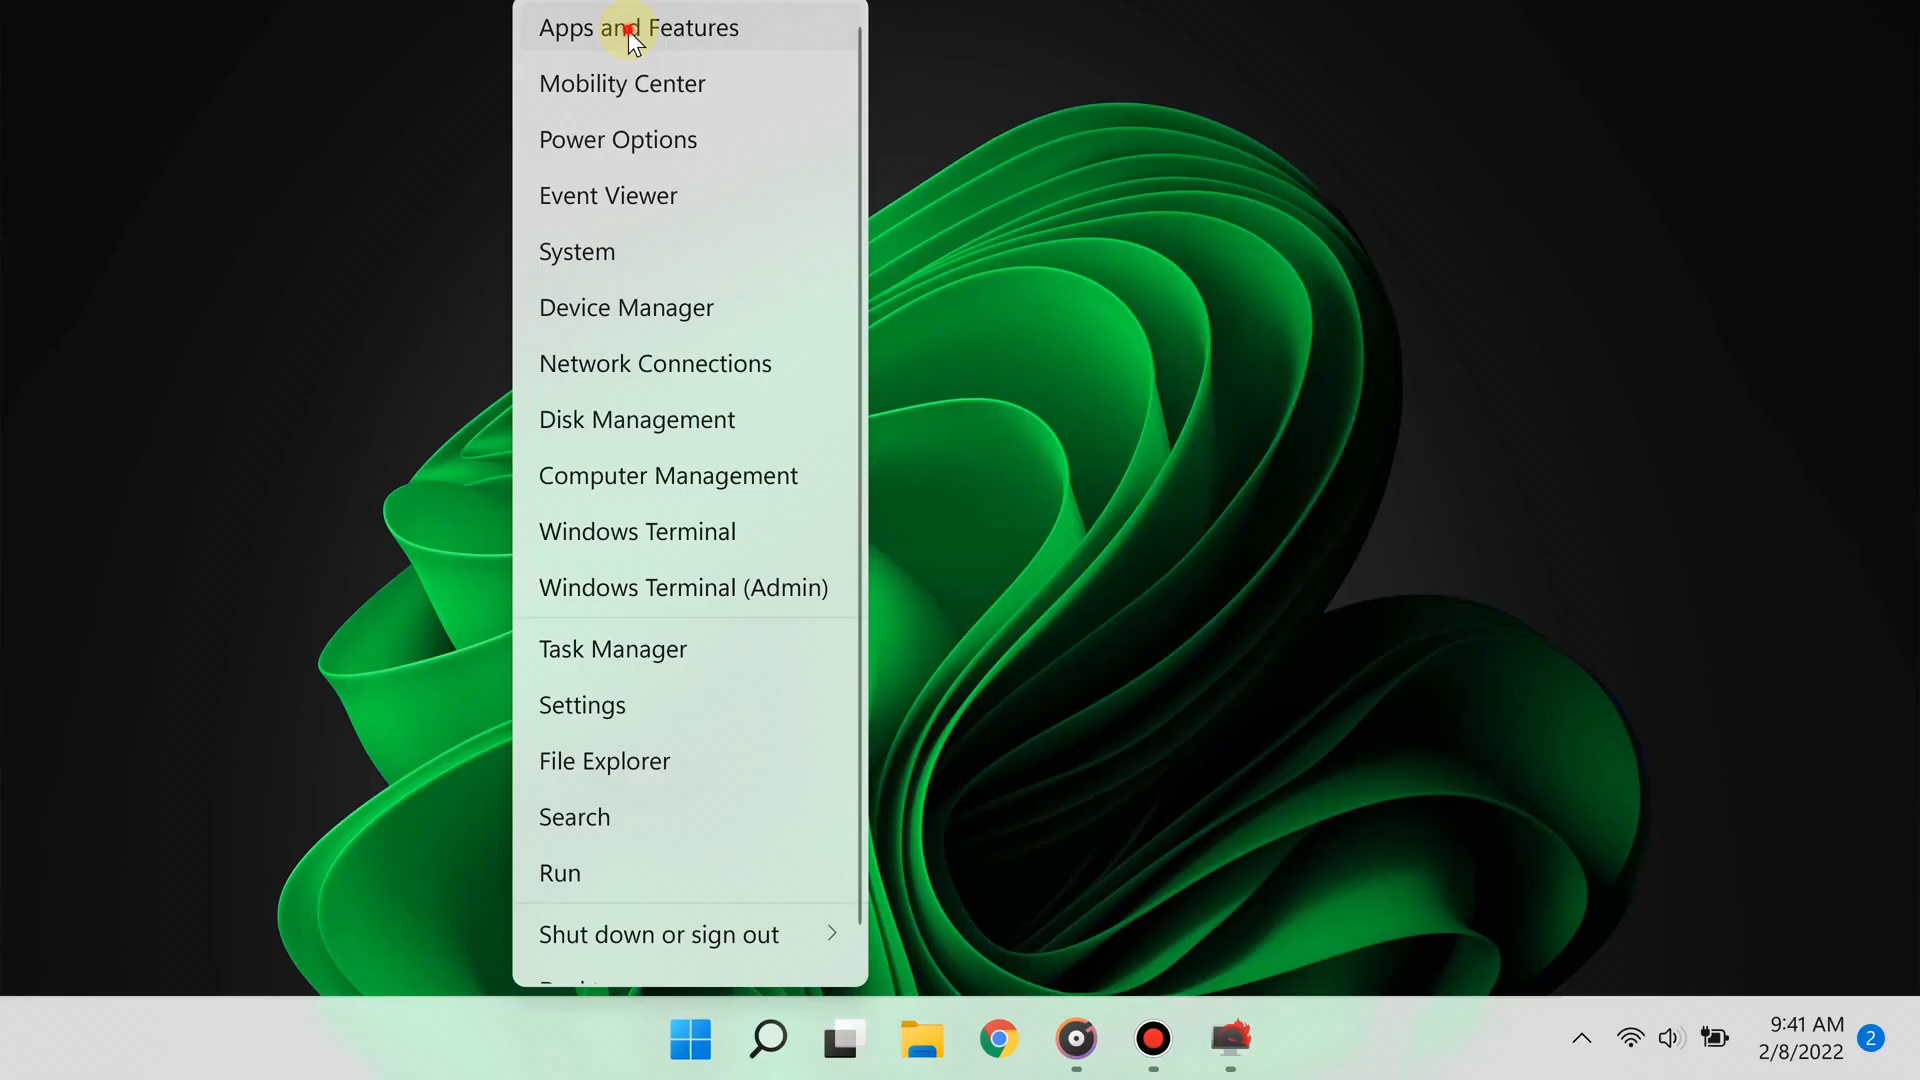 Apps and Features
Mobility Center
Power Options
Event Viewer
System
Device Manager
Network Connections
Disk Management
Computer Management
Windows Terminal
Windows Terminal (Admin)
Task Manager
Settings
File Explorer
Search
Run
Shut down or sign out
9:41 AM
2/8/2022
2